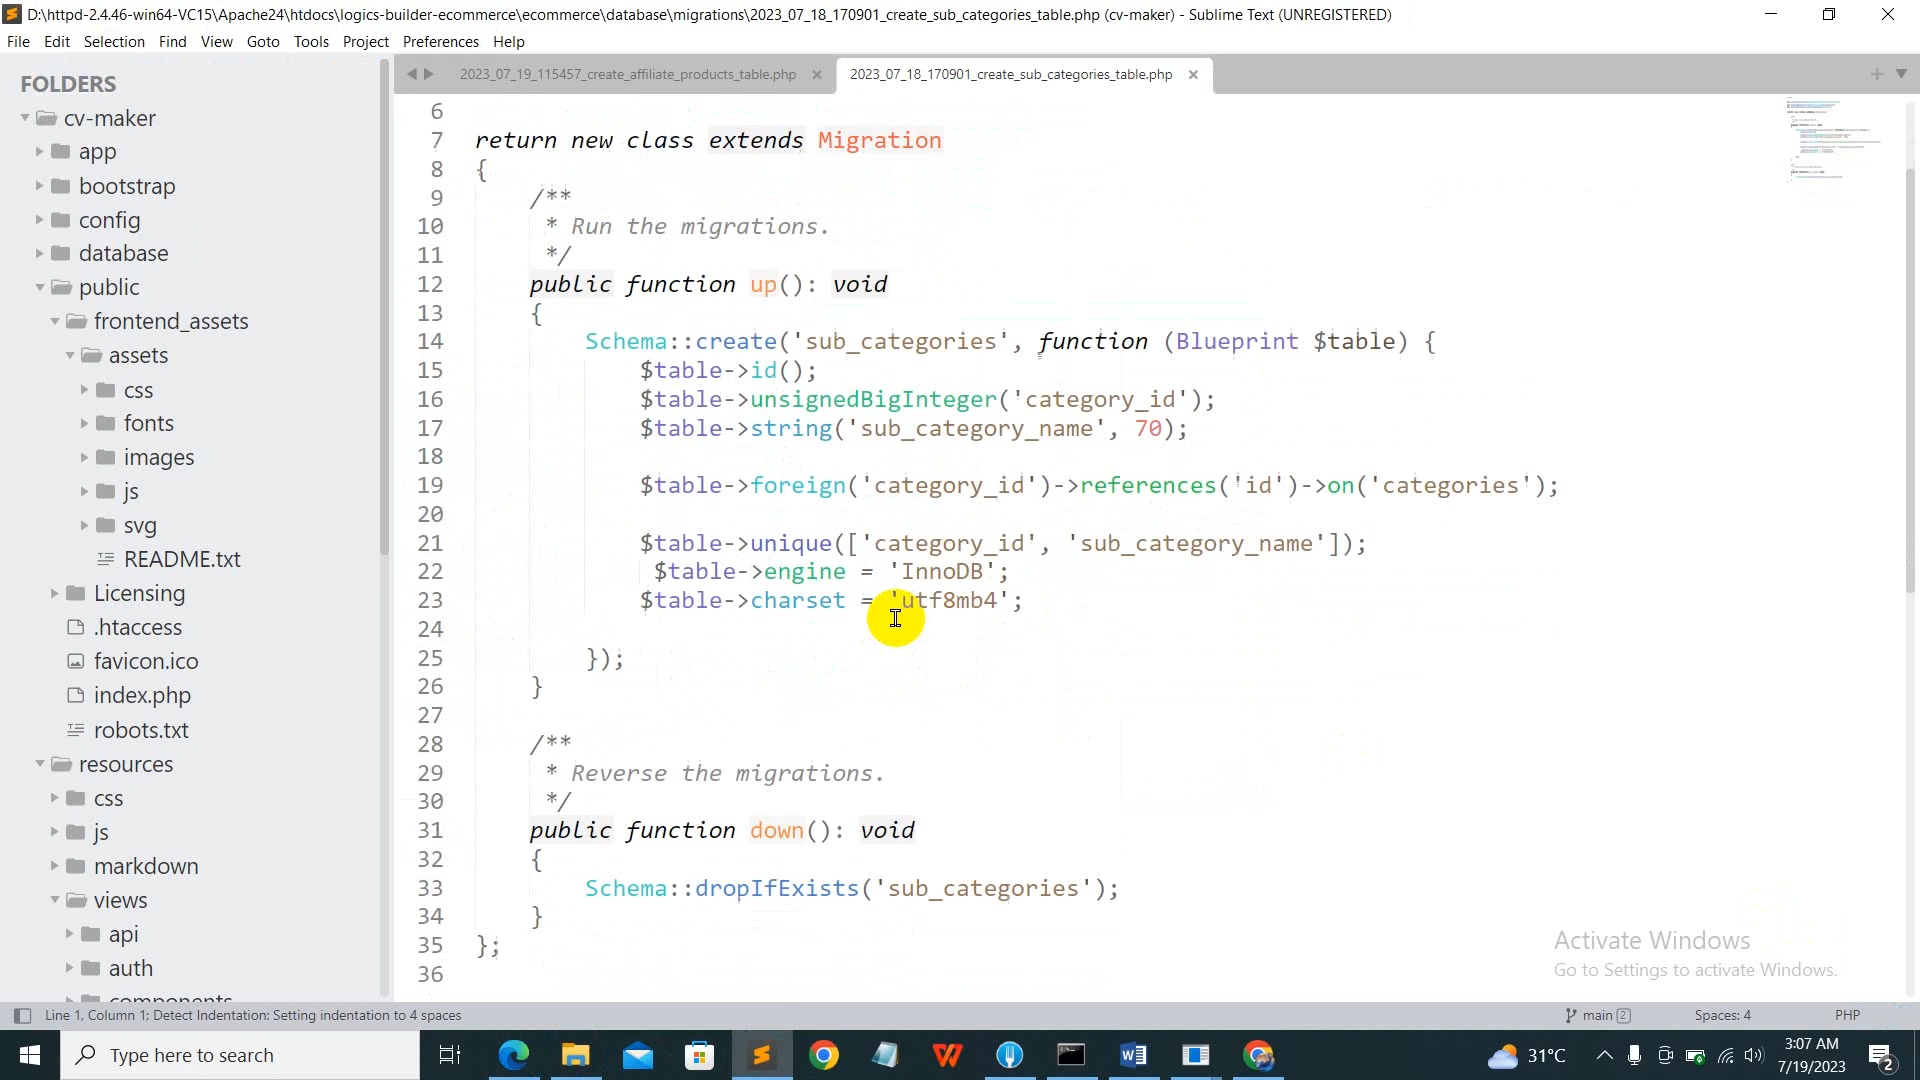 D:\httpd-2.4.46-win64-VC15\Apache24\htdocs\logics-builder-ecommerce\ecommerce\database\migrations\2023_07_18_170901_create_sub_categories_table.php (cv-maker) - Sublime Text (UNREGISTERED)
File Edit Selection Find View Goto Tools Project Preferences Help
FOLDERS
cv-maker
app
bootstrap
config
database
public
frontend_assets
assets
css
fonts
images
js
svg
README.txt
Licensing
.htaccess
favicon.ico
index.php
robots.txt
resources
css
js
markdown
views
api
auth
components
2023_07_19_115457_create_affiliate_products_table.php
2023_07_18_170901_create_sub_categories_table.php
6
7 return new class extends Migration
8 {
9 /**
10 * Run the migrations.
11 */
12 public function up(): void
13 {
14 Schema::create('sub_categories', function (Blueprint $table) {
15 $table->id();
16 $table->unsignedBigInteger('category_id');
17 $table->string('sub_category_name', 70);
18
19 $table->foreign('category_id')->references('id')->on('categories');
20
21 $table->unique(['category_id', 'sub_category_name']);
22 $table->engine = 'InnoDB';
23 $table->charset = 'utf8mb4';
24
25 });
26 }
27
28 /**
29 * Reverse the migrations.
30 */
31 public function down(): void
32 {
33 Schema::dropIfExists('sub_categories');
34 }
35 };
36
Activate Windows
Go to Settings to activate Windows.
Line 1, Column 1; Detect Indentation: Setting indentation to 4 spaces
main 2
Spaces: 4
PHP
Type here to search
31°C
3:07 AM
7/19/2023
2